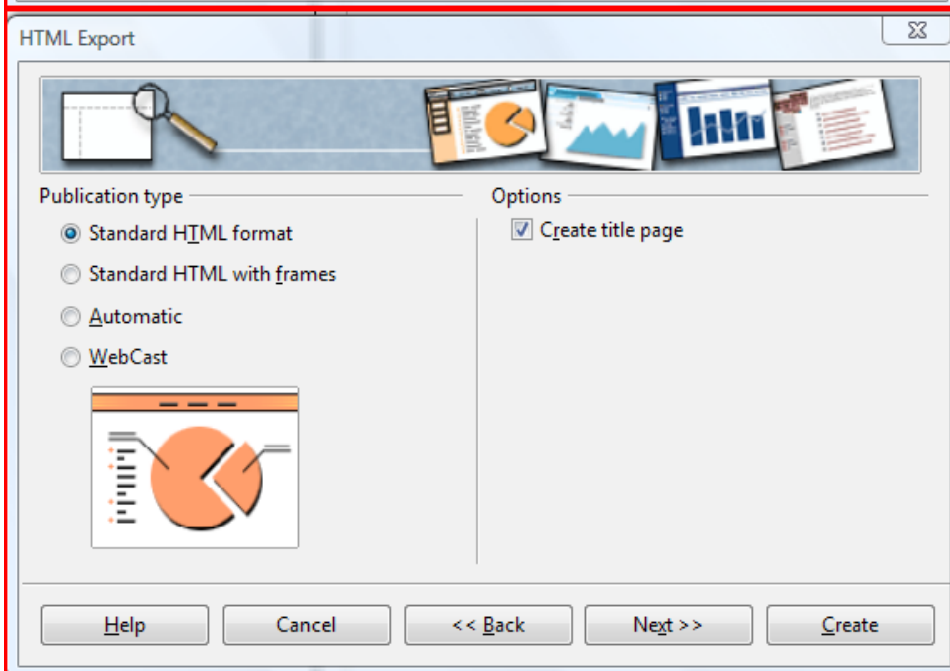 HTML Export
Publication type
Options
Standard HTML format
Create title page
Standard HTML with frames
Automatic
WebCast
Help
Cancel
<< Back
Next >>
Create